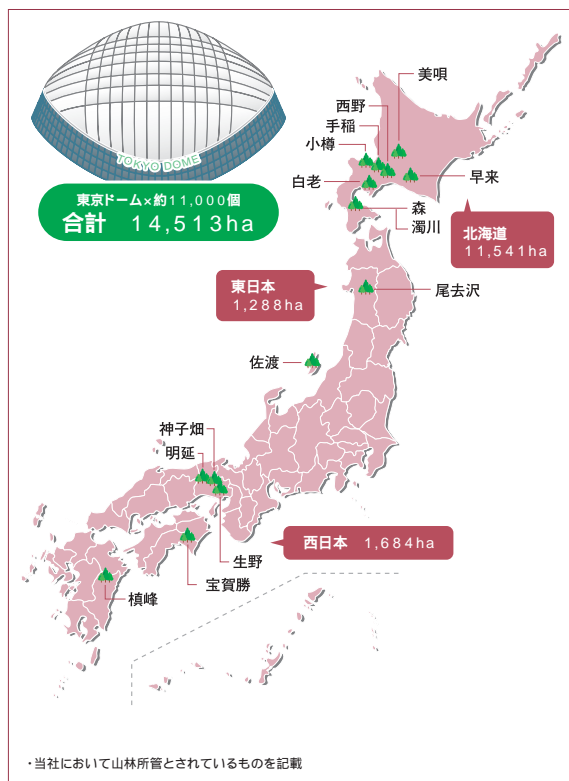 TOKYO DOME
東京ドーム×約11,000個
合計 14,513ha
美唄
西野
手稲
小樽
白老
早来
森
濁川
北海道
11,541ha
東日本
1,288ha
尾去沢
佐渡
神子畑
明延
西日本 1,684ha
生野
宝賀勝
槙峰
・当社において山林所管とされているものを記載